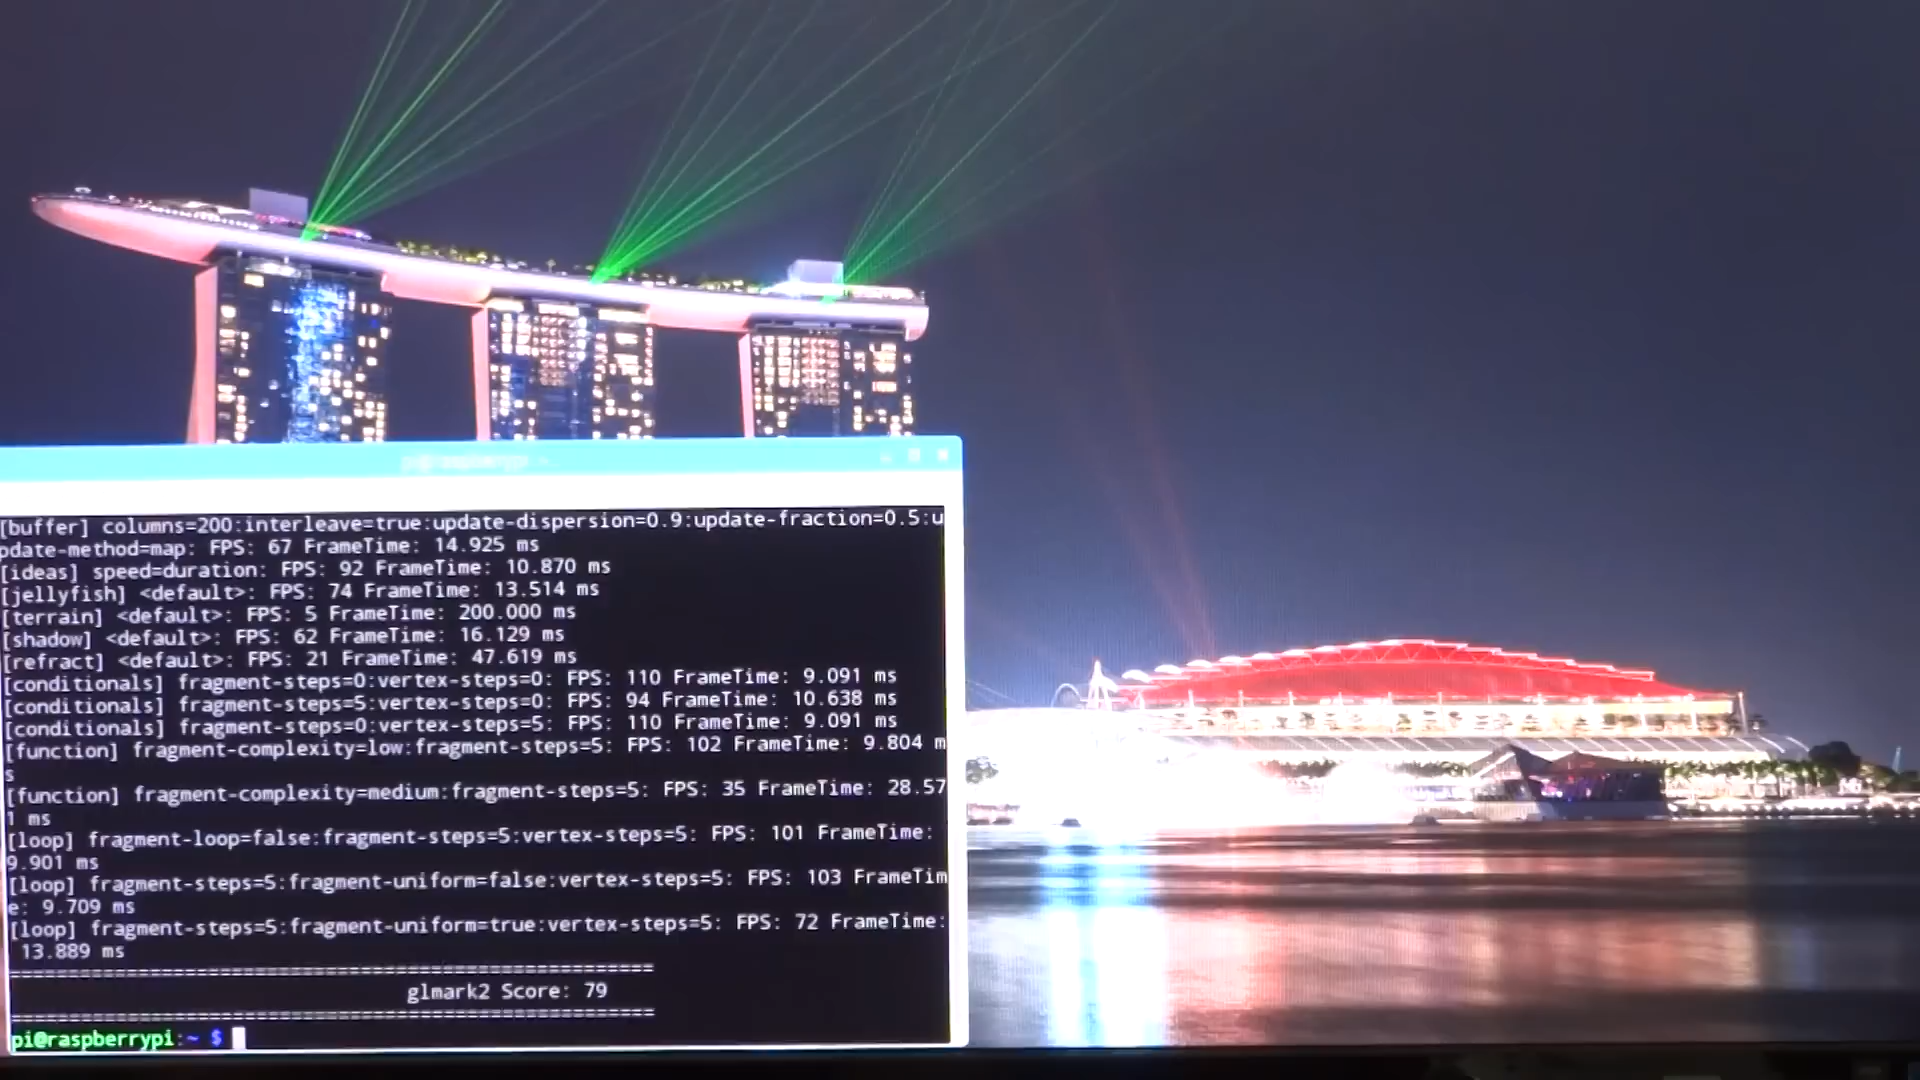 pi@raspberrypi: ~
[buffer] columns=200:interleave=true:update-dispersion=0.9:update-fraction=0.5:u
pdate-method=map: FPS: 67 FrameTime: 14.925 ms
[ideas] speed=duration: FPS: 92 FrameTime: 10.870 ms
[jellyfish] <default>: FPS: 74 FrameTime: 13.514 ms
[terrain] <default>: FPS: 5 FrameTime: 200.000 ms
[shadow] <default>: FPS: 62 FrameTime: 16.129 ms
[refract] <default>: FPS: 21 FrameTime: 47.619 ms
[conditionals] fragment-steps=0:vertex-steps=0: FPS: 110 FrameTime: 9.091 ms
[conditionals] fragment-steps=5:vertex-steps=0: FPS: 94 FrameTime: 10.638 ms
[conditionals] fragment-steps=0:vertex-steps=5: FPS: 110 FrameTime: 9.091 ms
[function] fragment-complexity=low:fragment-steps=5: FPS: 102 FrameTime: 9.804 m
s
[function] fragment-complexity=medium:fragment-steps=5: FPS: 35 FrameTime: 28.57
1 ms
[loop] fragment-loop=false:fragment-steps=5:vertex-steps=5: FPS: 101 FrameTime:
9.901 ms
[loop] fragment-steps=5:fragment-uniform=false:vertex-steps=5: FPS: 103 FrameTim
e: 9.709 ms
[loop] fragment-steps=5:fragment-uniform=true:vertex-steps=5: FPS: 72 FrameTime:
13.889 ms
=======================================================
glmark2 Score: 79
=======================================================
pi@raspberrypi:~ $